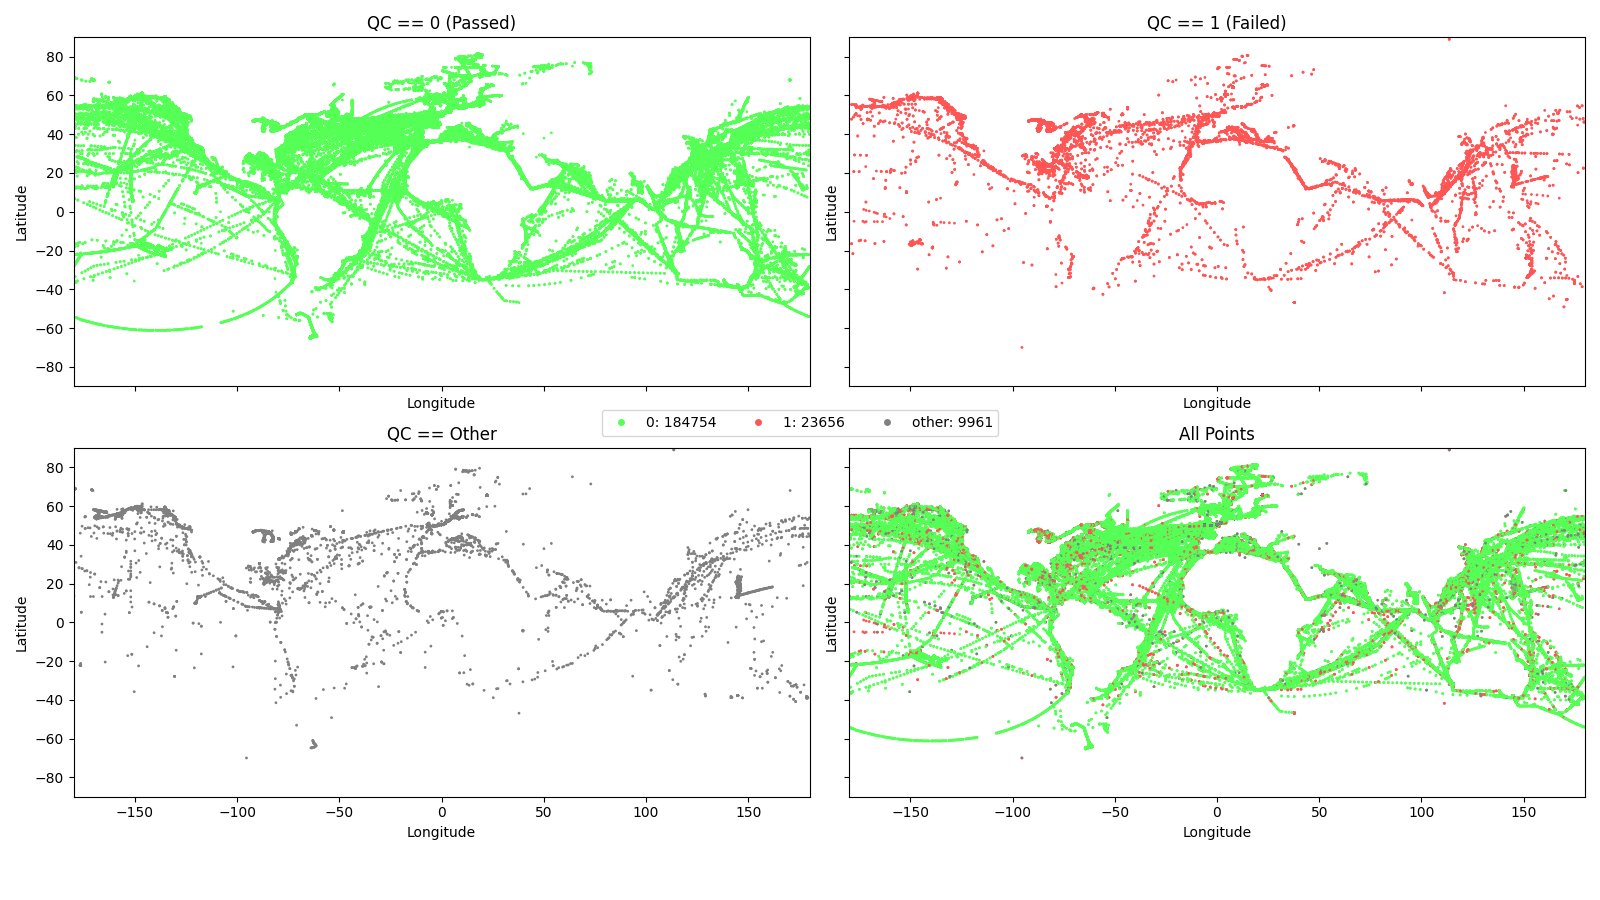 QC == 0 (Passed)
QC == 1 (Failed)
80
60
40
20
0
−20
−40
−60
−80
Latitude
Latitude
Longitude
Longitude
0: 184754 1: 23656 other: 9961
QC == Other
All Points
80
60
40
20
0
−20
−40
−60
−80
Latitude
Latitude
−150 −100 −50 0 50 100 150
−150 −100 −50 0 50 100 150
Longitude
Longitude